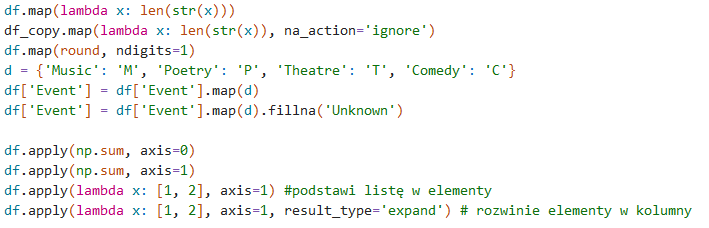 df.map(lambda x: len(str(x)))
df_copy.map(lambda x: len(str(x)), na_action='ignore')
df.map(round, ndigits=1)
d = {'Music': 'M', 'Poetry': 'P', 'Theatre': 'T', 'Comedy': 'C'}
df['Event'] = df['Event'].map(d)
df['Event'] = df['Event'].map(d).fillna('Unknown')
df.apply(np.sum, axis=0)
df.apply(np.sum, axis=1)
df.apply(lambda x: [1, 2], axis=1) #podstawi listę w elementy
df.apply(lambda x: [1, 2], axis=1, result_type='expand') # rozwinie elementy w kolumny